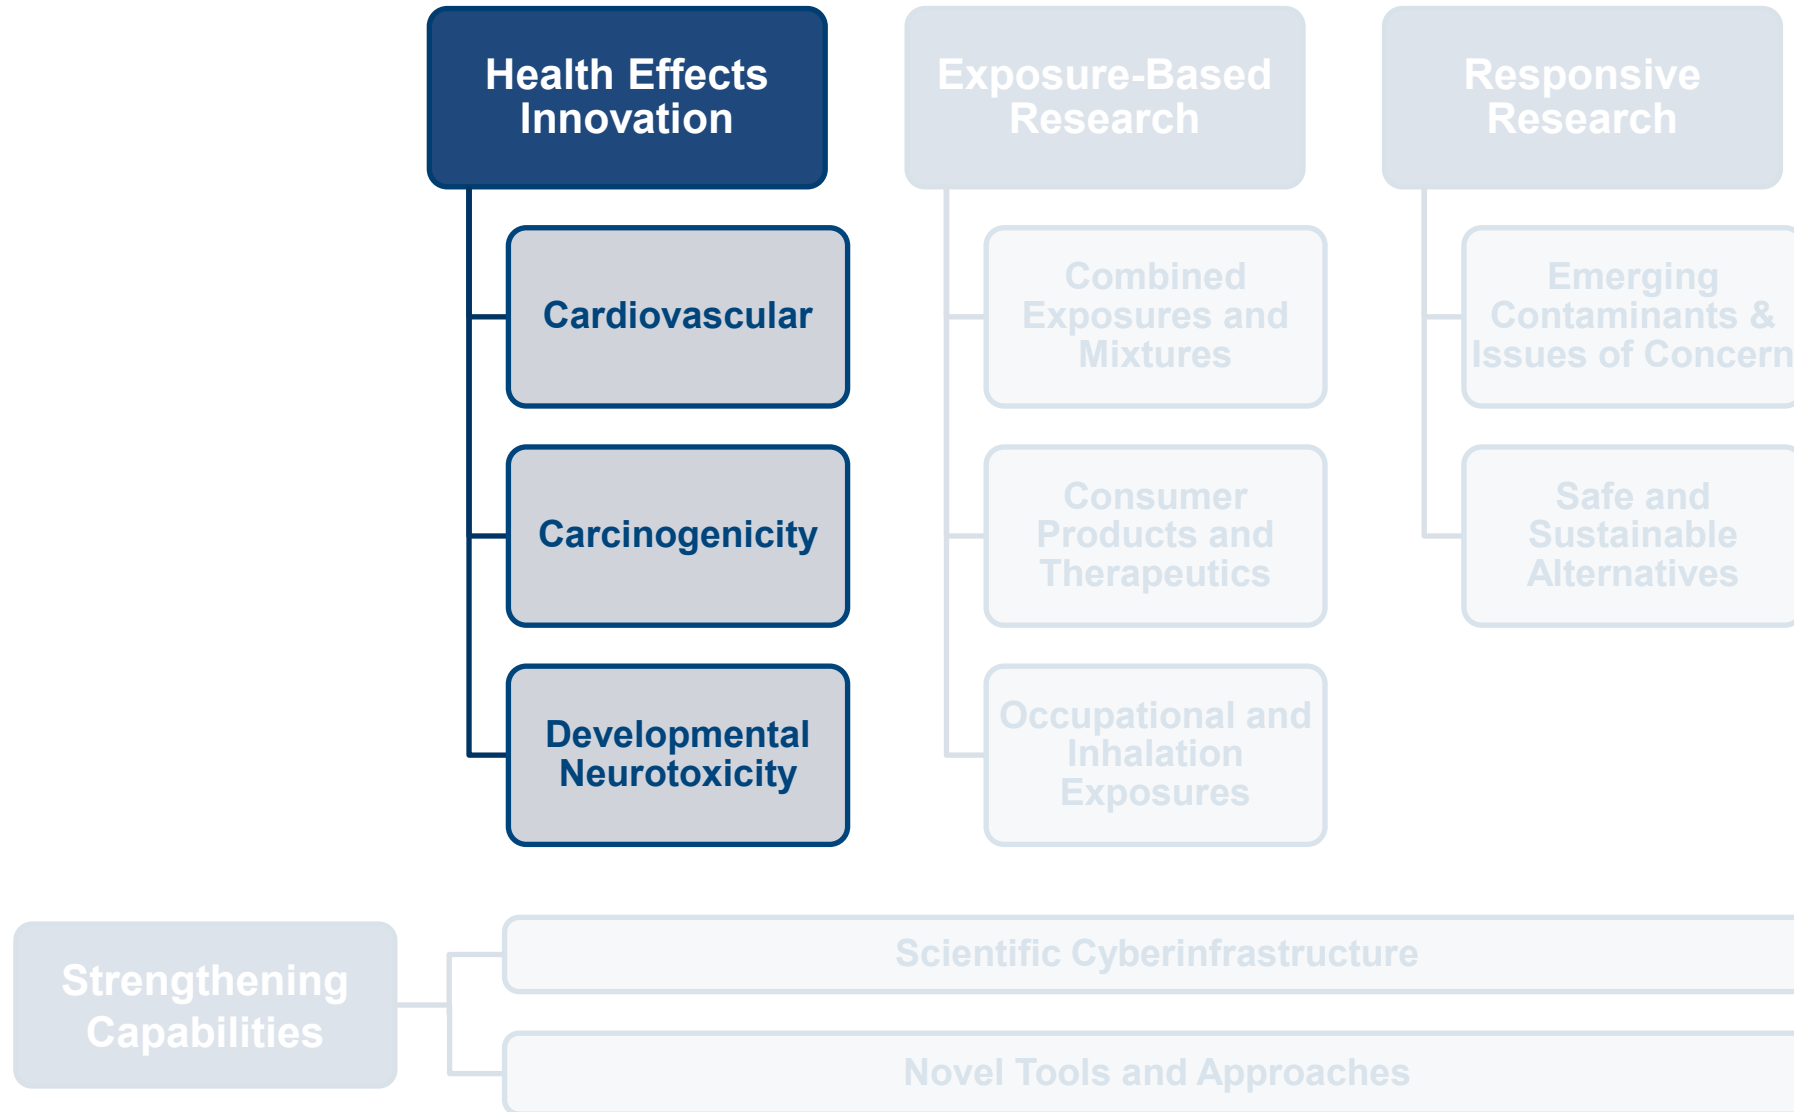 Health Effects
Innovation
Cardiovascular
Carcinogenicity
Developmental
Neurotoxicity
Exposure-Based
Research
Combined
Exposures and
Mixtures
Consumer
Products and
Therapeutics
Occupational and
Inhalation
Exposures
Responsive
Research
Emerging
Contaminants &
Issues of Concern
Safe and
Sustainable
Alternatives
Strengthening
Capabilities
Scientific Cyberinfrastructure
Novel Tools and Approaches